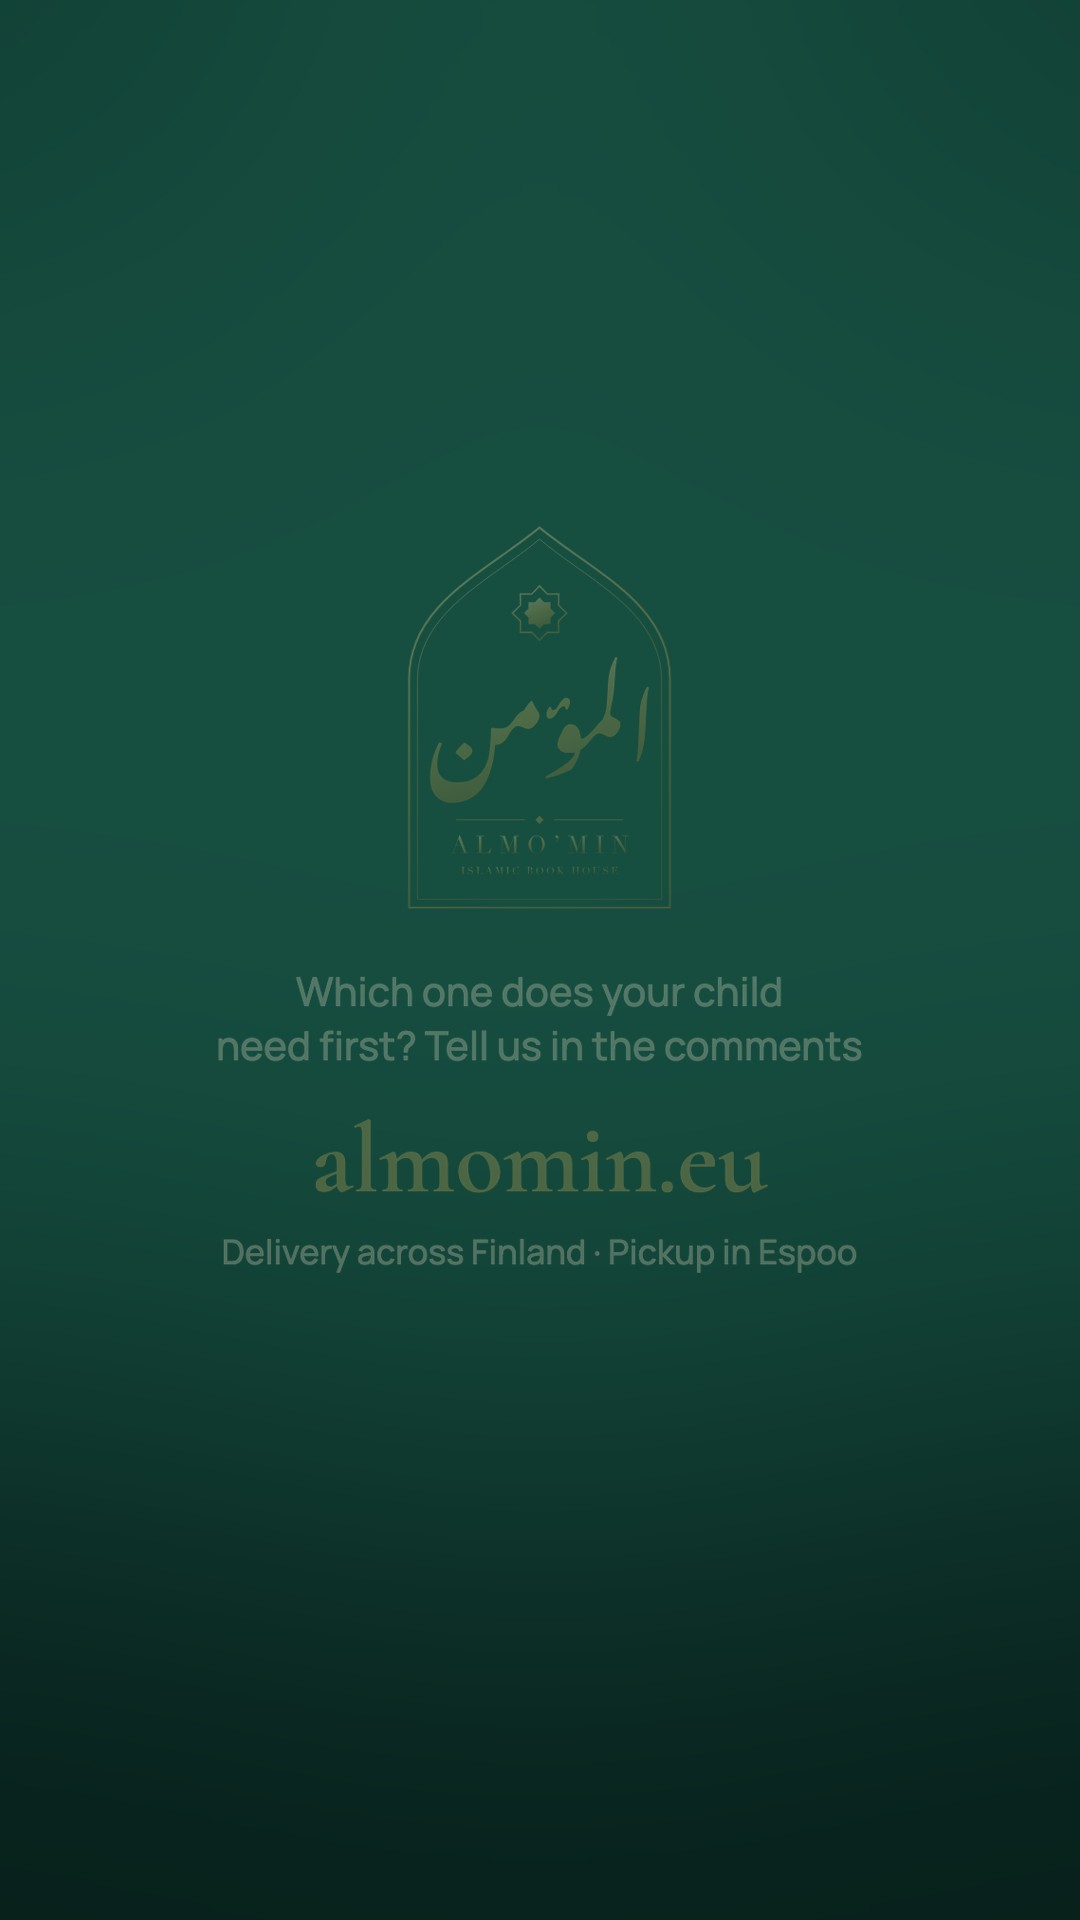 المؤمن
ALMO'MIN
ISLAMIC BOOK HOUSE
Which one does your child
need first? Tell us in the comments
almomin.eu
Delivery across Finland · Pickup in Espoo